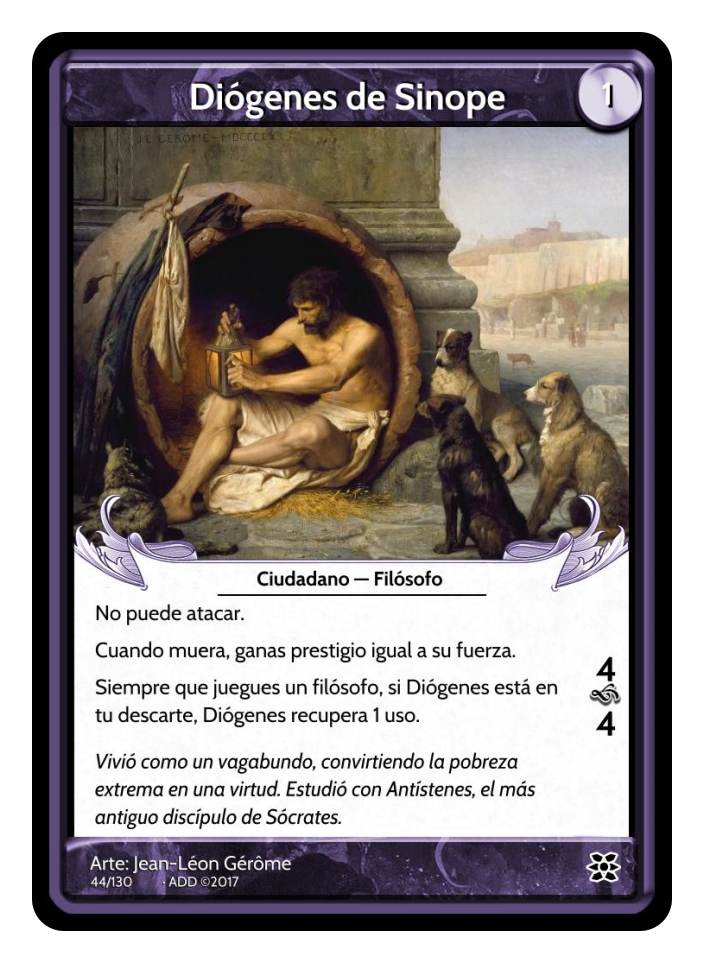 Diógenes de Sinope
1
J. L. GEROME - MDCCCLX
Ciudadano — Filósofo
No puede atacar.
Cuando muera, ganas prestigio igual a su fuerza.
Siempre que juegues un filósofo, si Diógenes está en
tu descarte, Diógenes recupera 1 uso.
4
4
Vivió como un vagabundo, convirtiendo la pobreza
extrema en una virtud. Estudió con Antístenes, el más
antiguo discípulo de Sócrates.
Arte: Jean-Léon Gérôme
44/130 · ADD ©2017